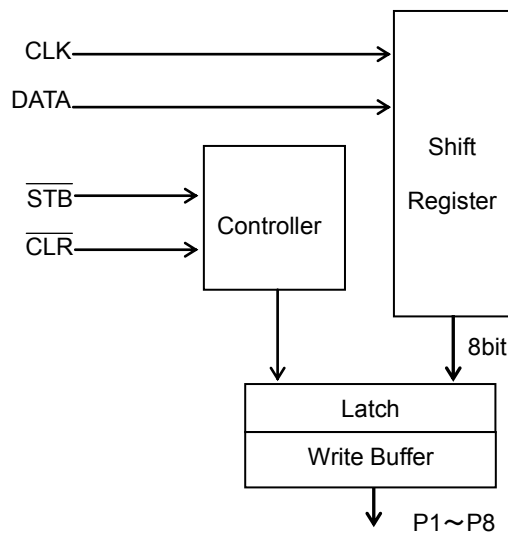 CLK
DATA
Shift
Register
STB
CLR
Controller
8bit
Latch
Write Buffer
P1～P8